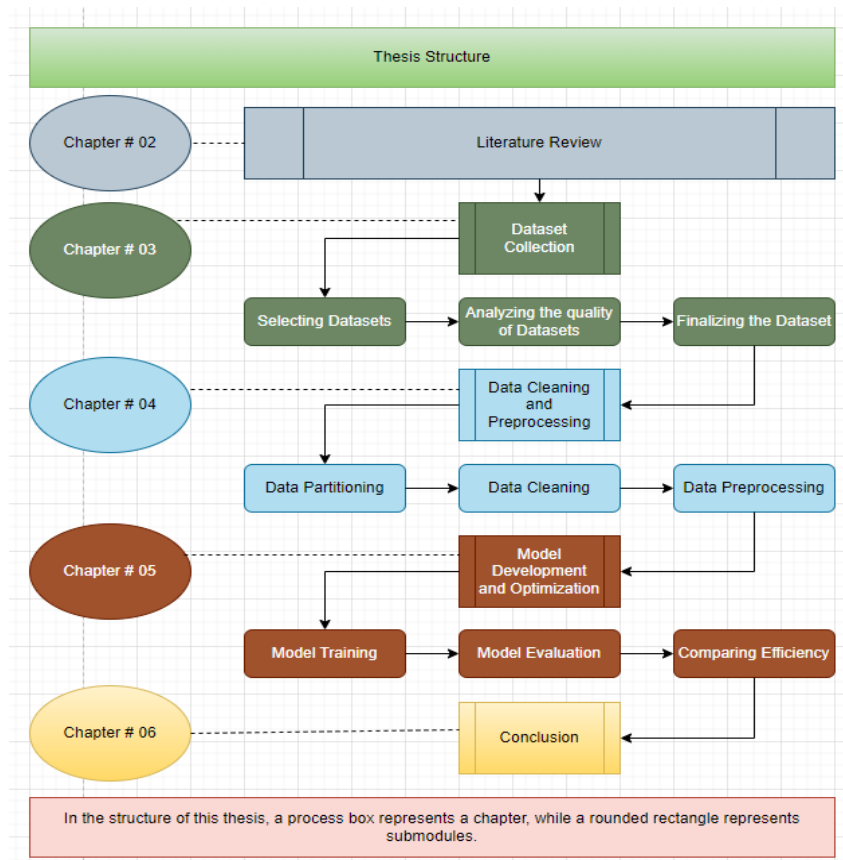 Thesis Structure
Chapter # 02
Literature Review
Chapter # 03
Dataset
Collection
Selecting Datasets
Analyzing the quality
of Datasets
Finalizing the Dataset
Chapter # 04
Data Cleaning
and
Preprocessing
Data Partitioning
Data Cleaning
Data Preprocessing
Chapter # 05
Model
Development
and Optimization
Model Training
Model Evaluation
Comparing Efficiency
Chapter # 06
Conclusion
In the structure of this thesis, a process box represents a chapter, while a rounded rectangle represents
submodules.